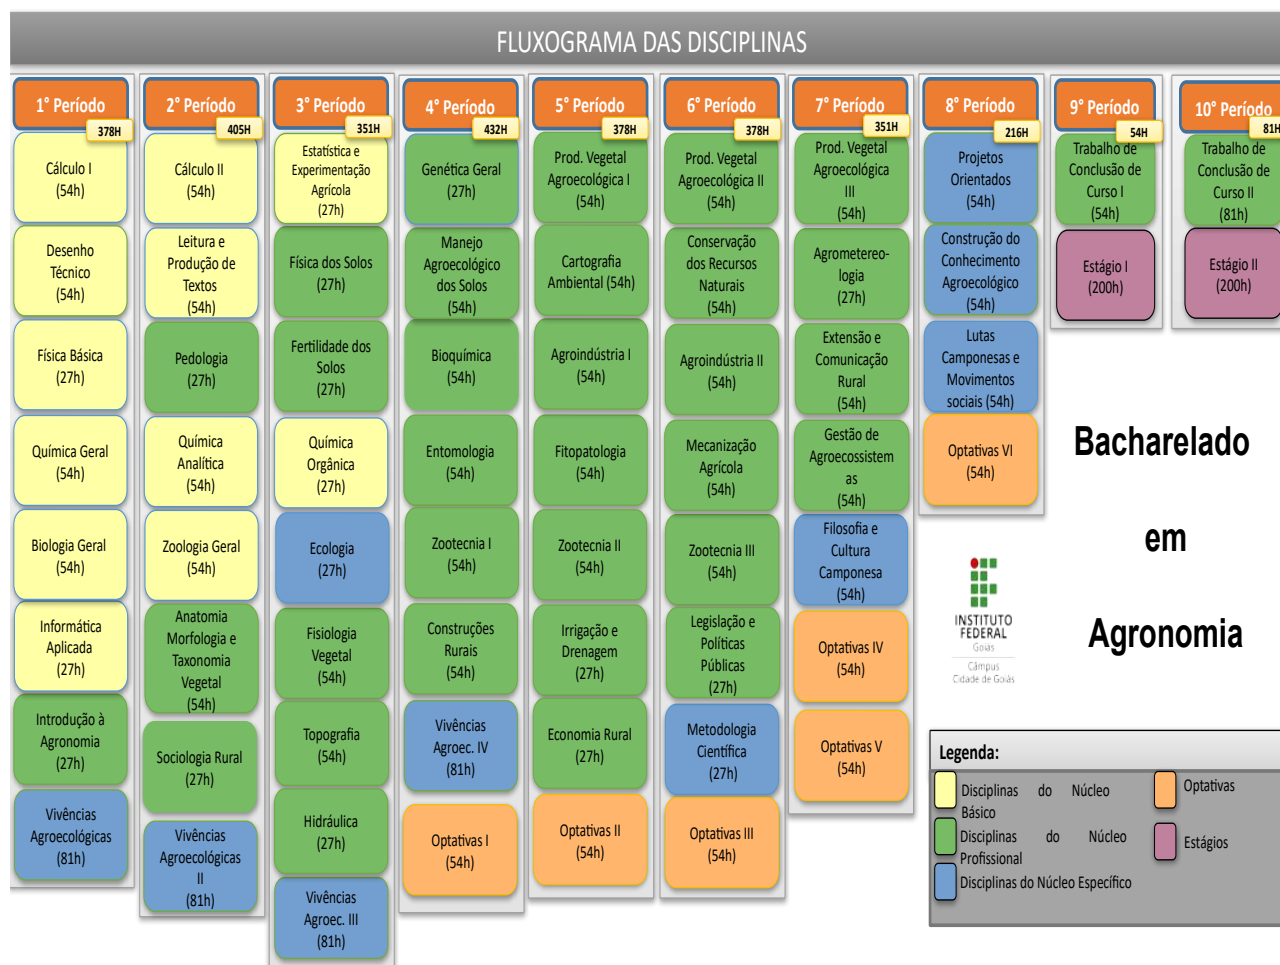 FLUXOGRAMA DAS DISCIPLINAS
1° Período
378H
Cálculo I
(54h)
Desenho
Técnico
(54h)
Física Básica
(27h)
Química Geral
(54h)
Biologia Geral
(54h)
Informática
Aplicada
(27h)
Introdução à
Agronomia
(27h)
Vivências
Agroecológicas
(81h)
2° Período
405H
Cálculo II
(54h)
Leitura e
Produção de
Textos
(54h)
Pedologia
(27h)
Química
Analítica
(54h)
Zoologia Geral
(54h)
Anatomia
Morfologia e
Taxonomia
Vegetal
(54h)
Sociologia Rural
(27h)
Vivências
Agroecológicas
II
(81h)
3° Período
351H
Estatística e
Experimentação
Agrícola
(27h)
Física dos Solos
(27h)
Fertilidade dos
Solos
(27h)
Química
Orgânica
(27h)
Ecologia
(27h)
Fisiologia
Vegetal
(54h)
Topografia
(54h)
Hidráulica
(27h)
Vivências
Agroec. III
(81h)
4° Período
432H
Genética Geral
(27h)
Manejo
Agroecológico
dos Solos
(54h)
Bioquímica
(54h)
Entomologia
(54h)
Zootecnia I
(54h)
Construções
Rurais
(54h)
Vivências
Agroec. IV
(81h)
Optativas I
(54h)
5° Período
378H
Prod. Vegetal
Agroecológica I
(54h)
Cartografia
Ambiental (54h)
Agroindústria I
(54h)
Fitopatologia
(54h)
Zootecnia II
(54h)
Irrigação e
Drenagem
(27h)
Economia Rural
(27h)
Optativas II
(54h)
6° Período
378H
Prod. Vegetal
Agroecológica II
(54h)
Conservação
dos Recursos
Naturais
(54h)
Agroindústria II
(54h)
Mecanização
Agrícola
(54h)
Zootecnia III
(54h)
Legislação e
Políticas
Públicas
(27h)
Metodologia
Científica
(27h)
Optativas III
(54h)
7° Período
351H
Prod. Vegetal
Agroecológica
III
(54h)
Agrometereo-
logia
(27h)
Extensão e
Comunicação
Rural
(54h)
Gestão de
Agroecossistem
as
(54h)
Filosofia e
Cultura
Camponesa
(54h)
Optativas IV
(54h)
Optativas V
(54h)
8° Período
216H
Projetos
Orientados
(54h)
Construção do
Conhecimento
Agroecológico
(54h)
Lutas
Camponesas e
Movimentos
sociais (54h)
Optativas VI
(54h)
9° Período
54H
Trabalho de
Conclusão de
Curso I
(54h)
Estágio I
(200h)
10° Período
81H
Trabalho de
Conclusão de
Curso II
(81h)
Estágio II
(200h)
Bacharelado
em
Agronomia
INSTITUTO
FEDERAL
Goiás
Câmpus
Cidade de Goiás
Legenda:
Disciplinas do Núcleo
Básico
Disciplinas do Núcleo
Profissional
Disciplinas do Núcleo Específico
Optativas
Estágios